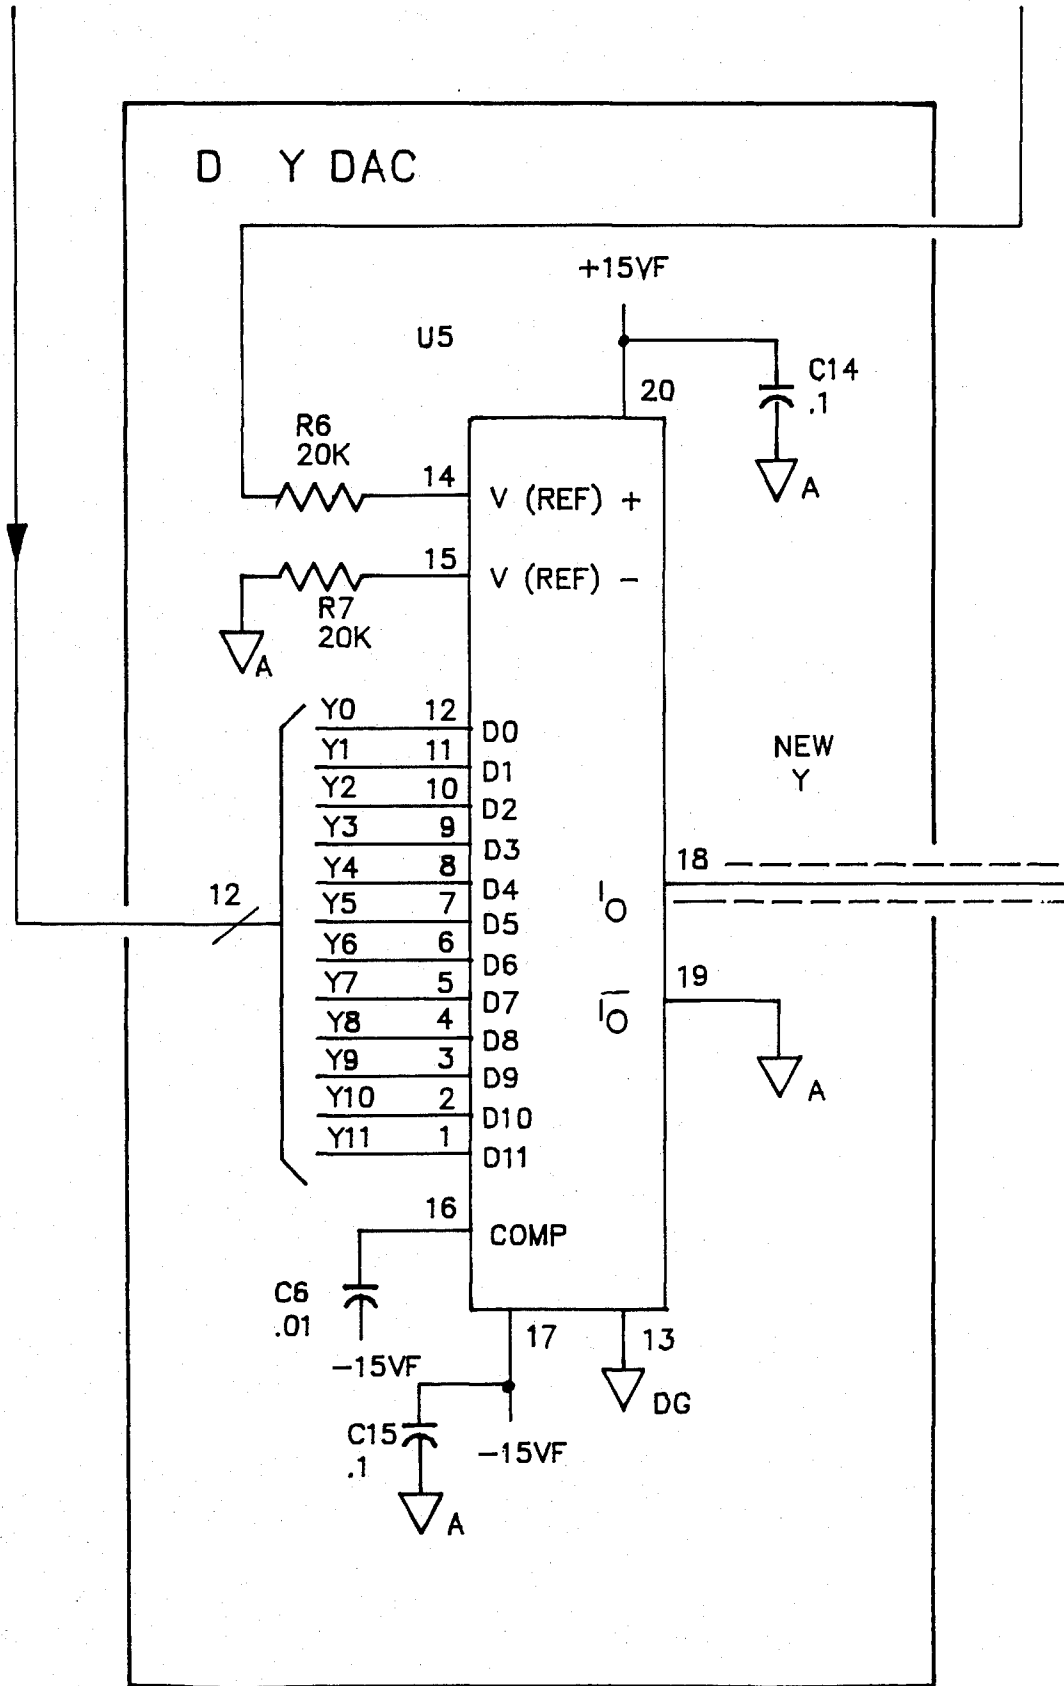 D Y DAC
+15VF
U5
20
C14
.1
A
R6
20K
14
V (REF) +
15
V (REF) -
R7
20K
A
Y0 12 D0
Y1 11 D1
Y2 10 D2
Y3 9 D3
Y4 8 D4
Y5 7 D5
Y6 6 D6
Y7 5 D7
Y8 4 D8
Y9 3 D9
Y10 2 D10
Y11 1 D11
12
NEW
Y
18
IO
19
I̅O̅
A
16
COMP
C6
.01
-15VF
17
13
DG
C15
.1
-15VF
A